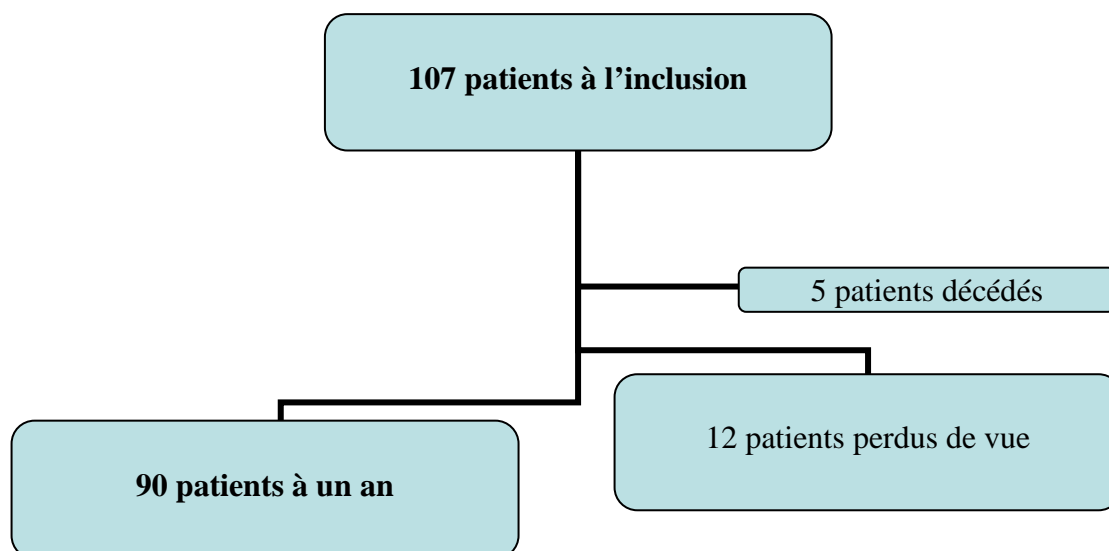 107 patients à l’inclusion
5 patients décédés
12 patients perdus de vue
90 patients à un an